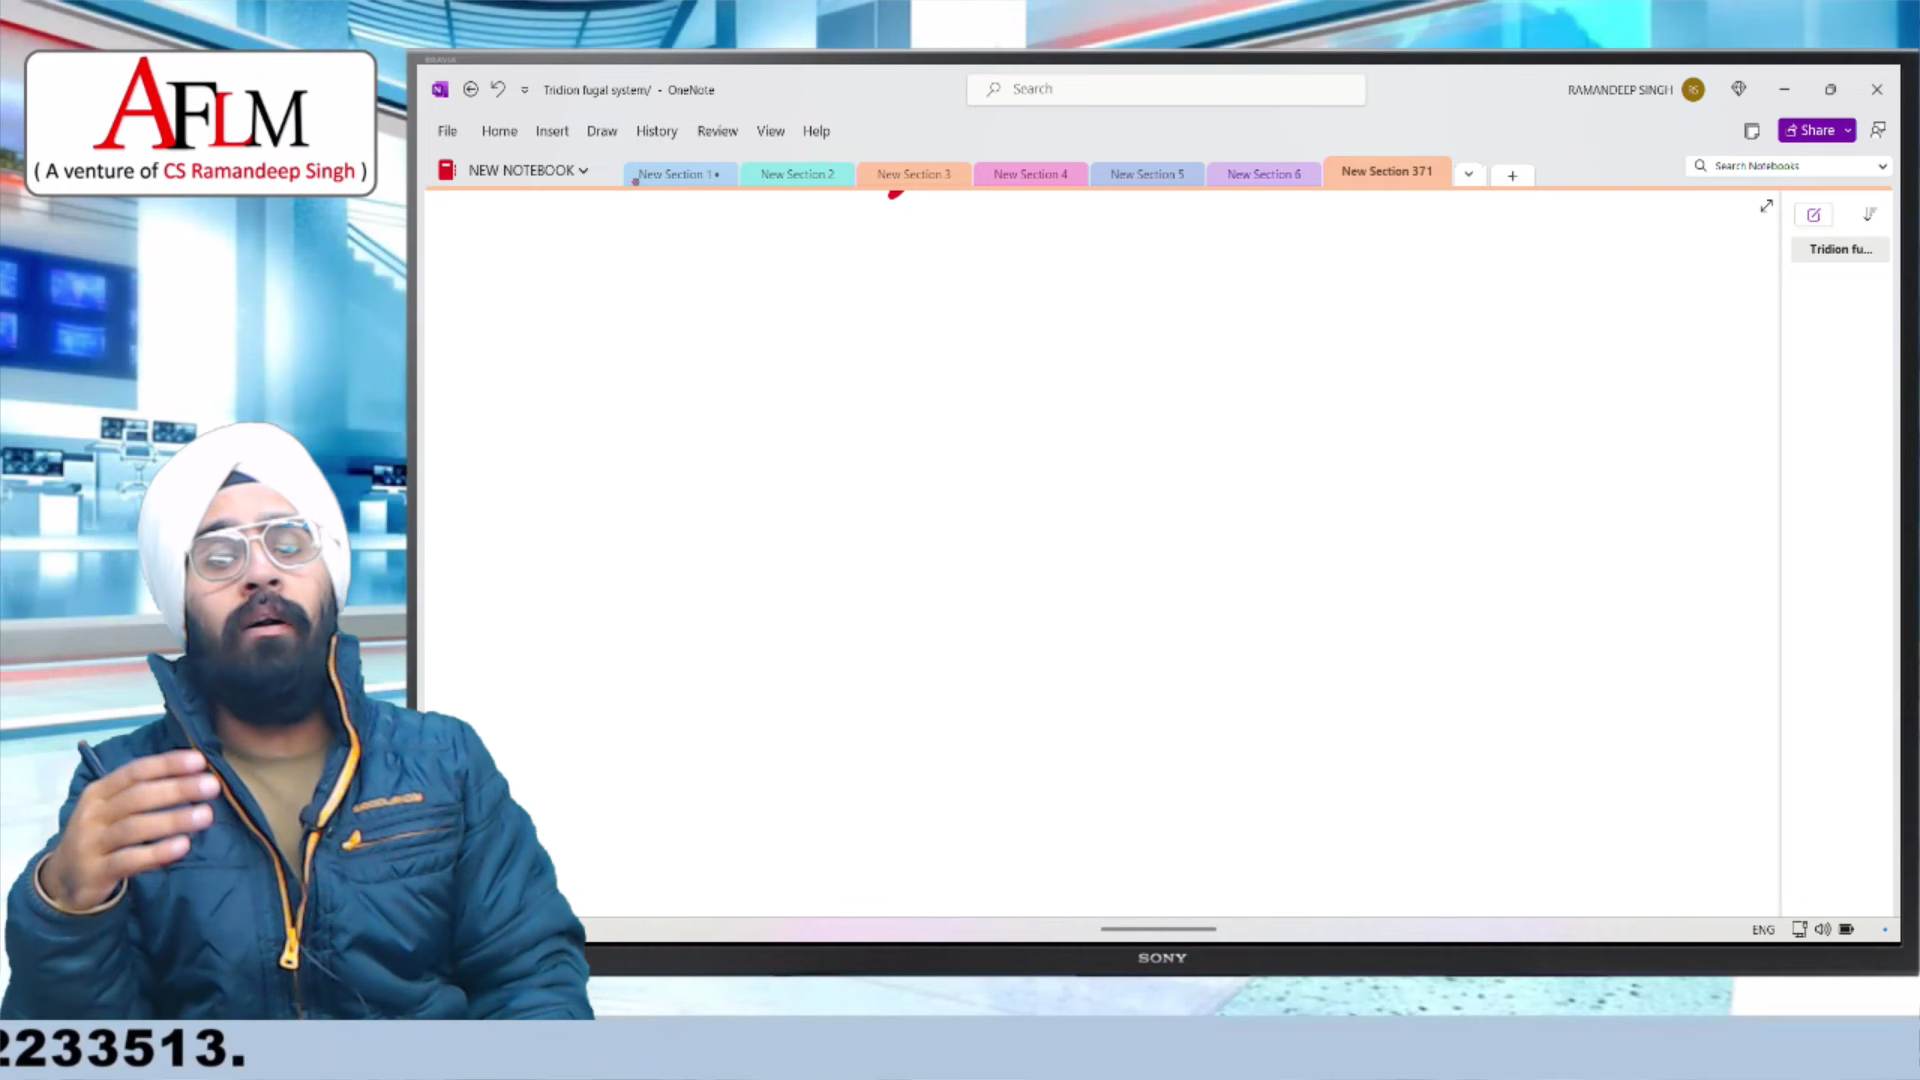 AFLM
( A venture of CS Ramandeep Singh )
BRAVIA
Tridion fugal system/ - OneNote
Search
RAMANDEEP SINGH
RS
File
Home
Insert
Draw
History
Review
View
Help
Share
NEW NOTEBOOK
New Section 1
New Section 2
New Section 3
New Section 4
New Section 5
New Section 6
New Section 371
Search Notebooks
Tridion fu...
ENG
SONY
2233513.